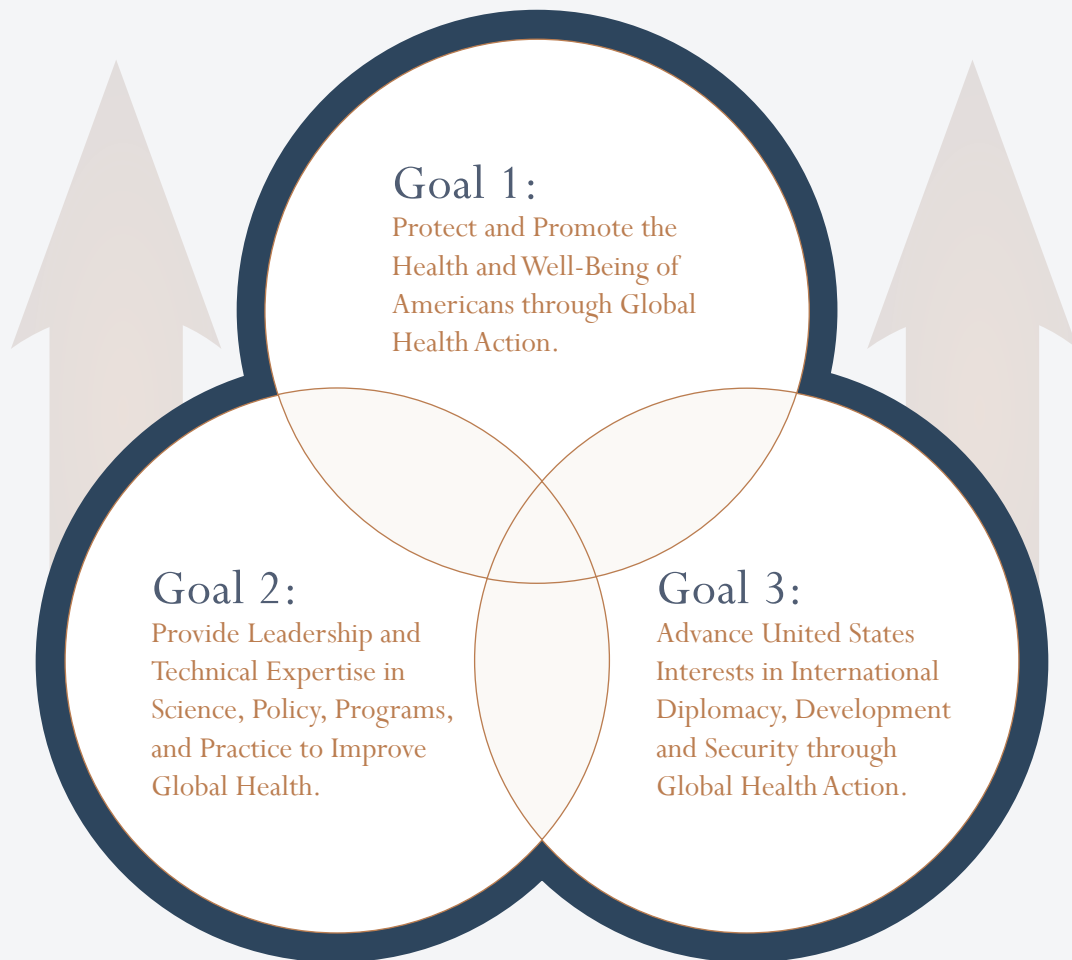 Goal 1:
Protect and Promote the
Health and Well-Being of
Americans through Global
Health Action.
Goal 2:
Provide Leadership and
Technical Expertise in
Science, Policy, Programs,
and Practice to Improve
Global Health.
Goal 3:
Advance United States
Interests in International
Diplomacy, Development
and Security through
Global Health Action.